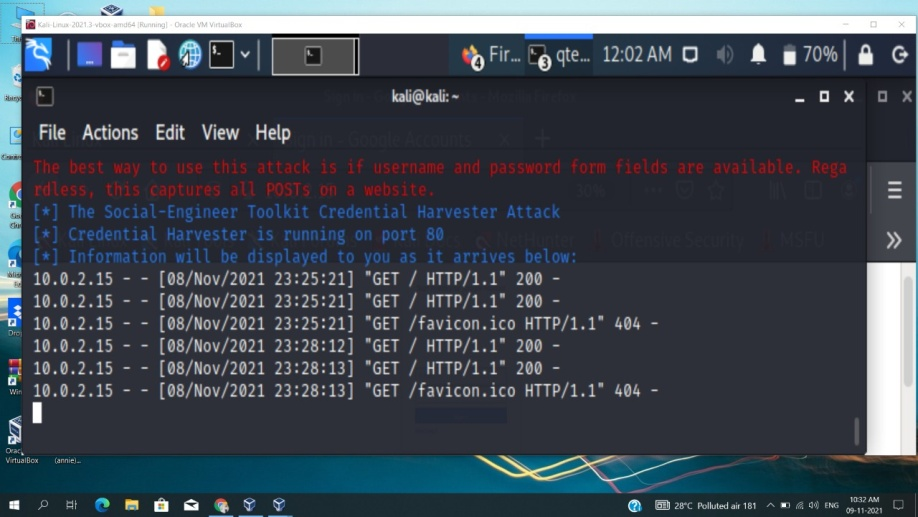 Kali-Linux-2021.3-vbox-amd64 [Running] - Oracle VM VirtualBox
4 Fir... 3 qte... 12:02 AM 70%
kali@kali: ~
File Actions Edit View Help
The best way to use this attack is if username and password form fields are available. Rega
rdless, this captures all POSTs on a website.
[*] The Social-Engineer Toolkit Credential Harvester Attack
[*] Credential Harvester is running on port 80
[*] Information will be displayed to you as it arrives below:
10.0.2.15 - - [08/Nov/2021 23:25:21] "GET / HTTP/1.1" 200 -
10.0.2.15 - - [08/Nov/2021 23:25:21] "GET / HTTP/1.1" 200 -
10.0.2.15 - - [08/Nov/2021 23:25:21] "GET /favicon.ico HTTP/1.1" 404 -
10.0.2.15 - - [08/Nov/2021 23:28:12] "GET / HTTP/1.1" 200 -
10.0.2.15 - - [08/Nov/2021 23:28:13] "GET / HTTP/1.1" 200 -
10.0.2.15 - - [08/Nov/2021 23:28:13] "GET /favicon.ico HTTP/1.1" 404 -
Sign in - Google Accounts
30%
NetHunter Offensive Security MSFU
VirtualBox (annie)...
28°C Polluted air 181 ENG
10:32 AM
09-11-2021